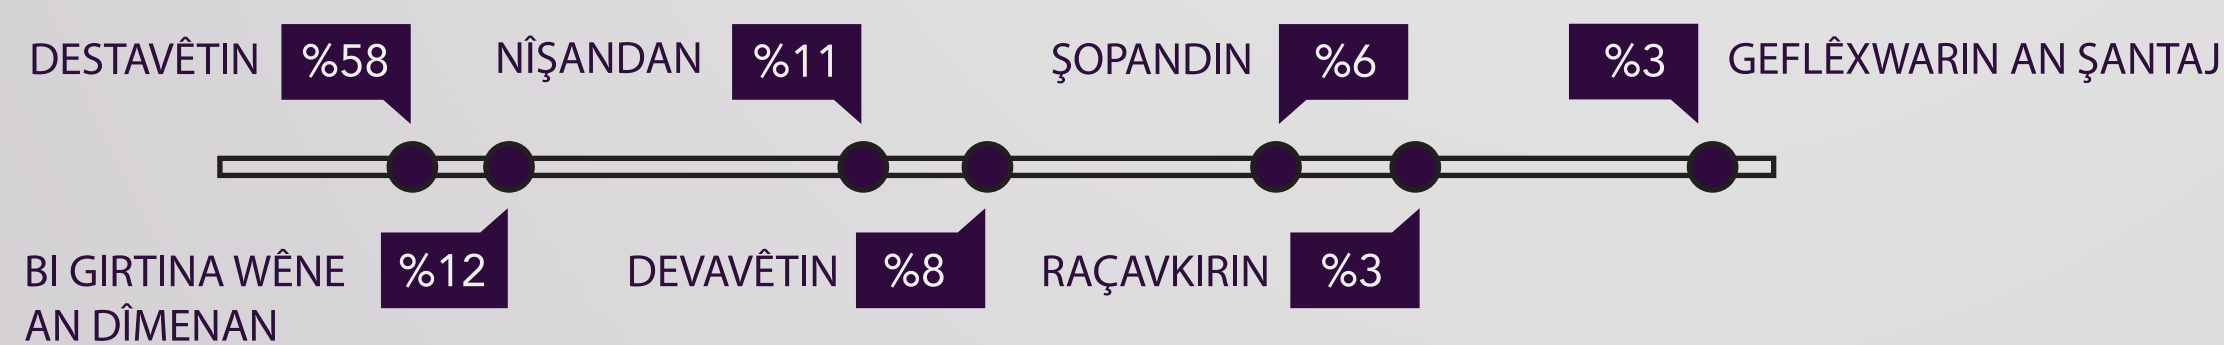 DESTAVÊTIN %58
NÎŞANDAN %11
ŞOPANDIN %6
%3 GEFLÊXWARIN AN ŞANTAJ
BI GIRTINA WÊNE
AN DÎMENAN
%12
DEVAVÊTIN %8
RAÇAVKIRIN %3